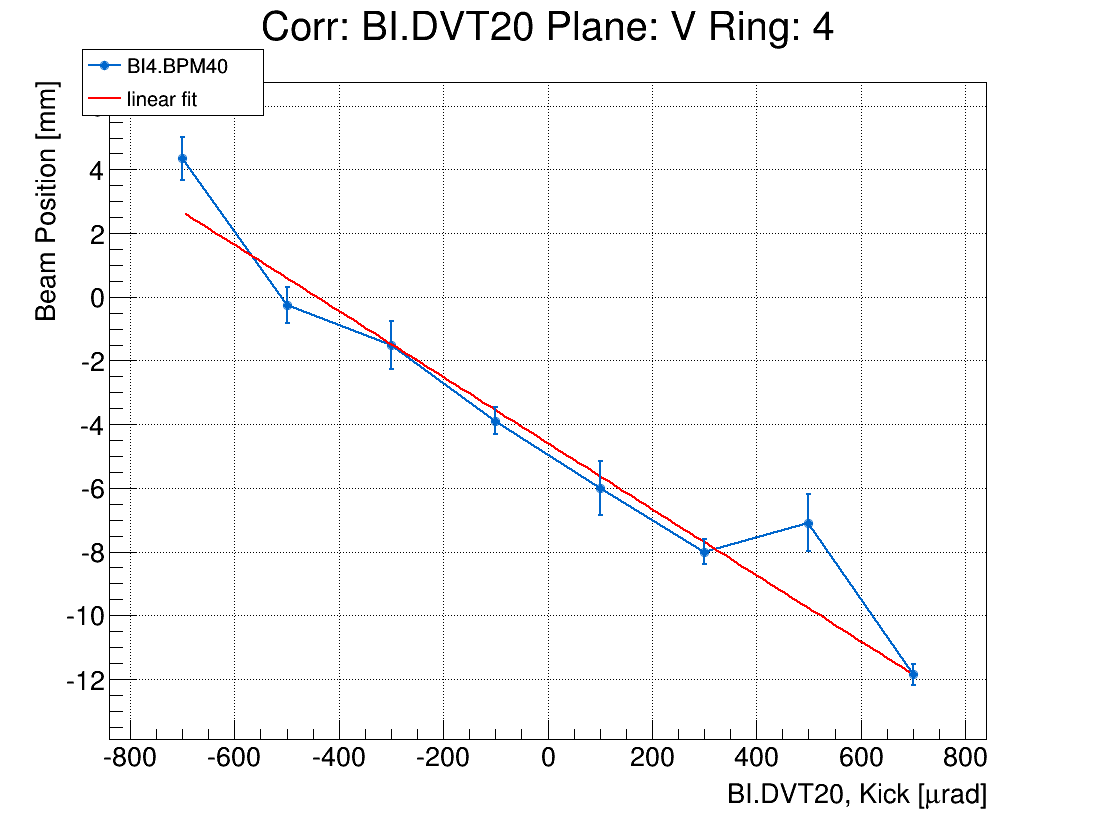 Corr: BI.DVT20 Plane: V Ring: 4
BI4.BPM40
linear fit
Beam Position [mm]
4
2
0
-2
-4
-6
-8
-10
-12
-800 -600 -400 -200 0 200 400 600 800
BI.DVT20, Kick [μrad]